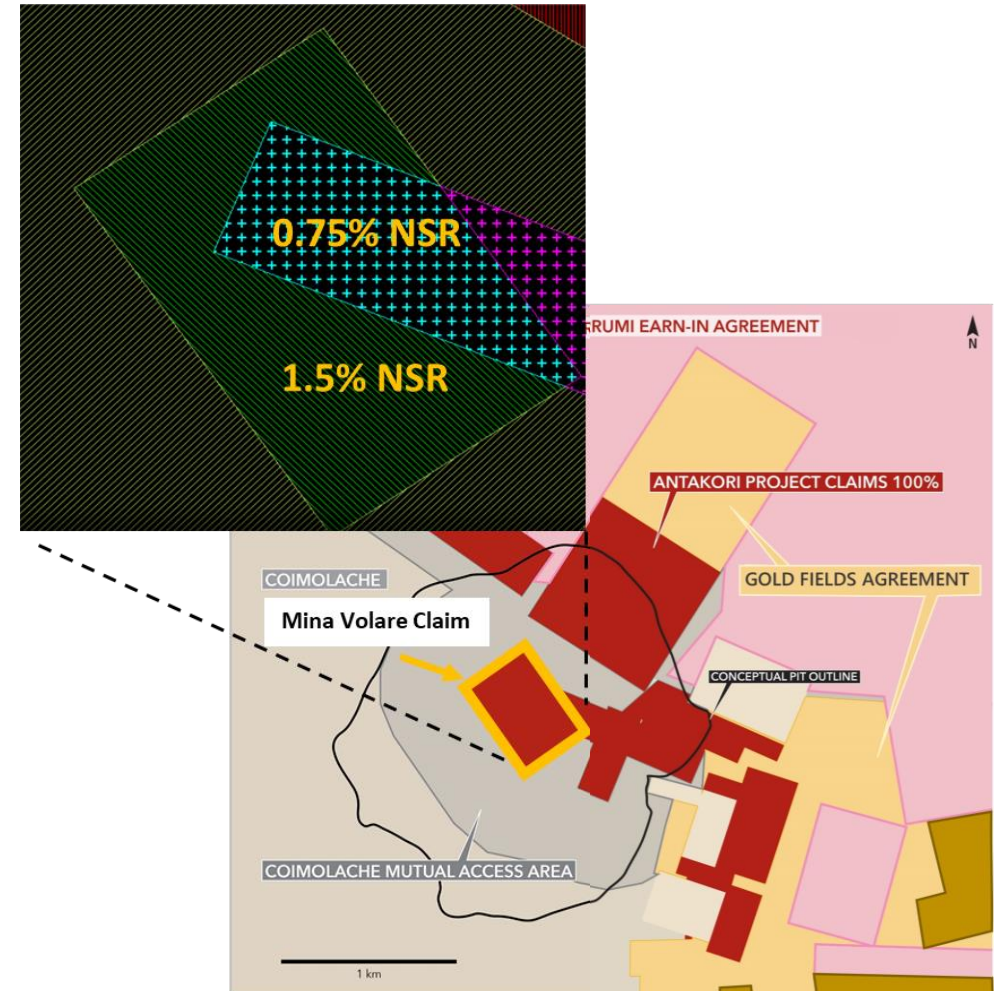 0.75% NSR
1.5% NSR
RUMI EARN-IN AGREEMENT
N
ANTAKORI PROJECT CLAIMS 100%
COIMOLACHE
GOLD FIELDS AGREEMENT
Mina Volare Claim
CONCEPTUAL PIT OUTLINE
COIMOLACHE MUTUAL ACCESS AREA
1 km